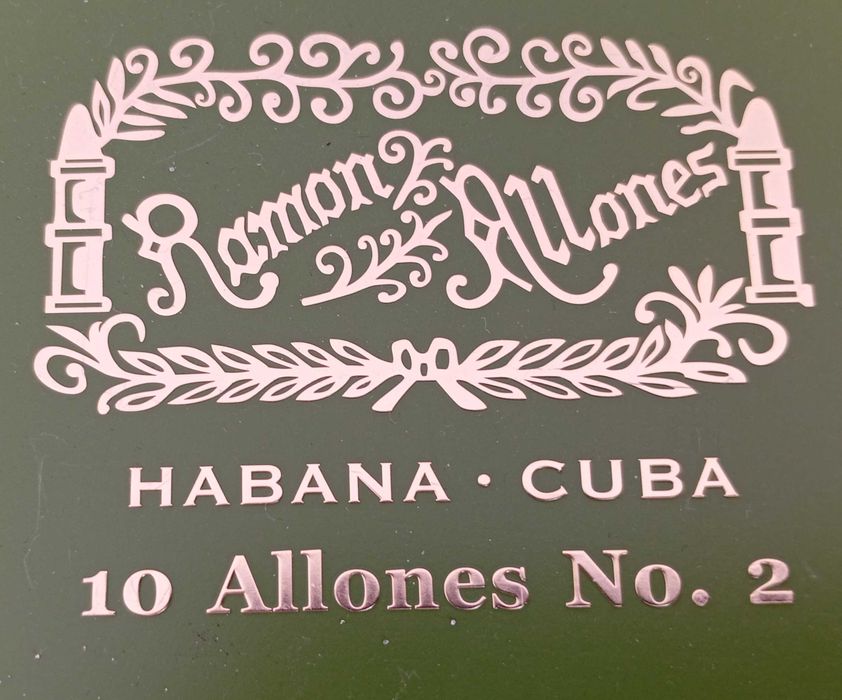 Ramon Allones
HABANA · CUBA
10 Allones No. 2